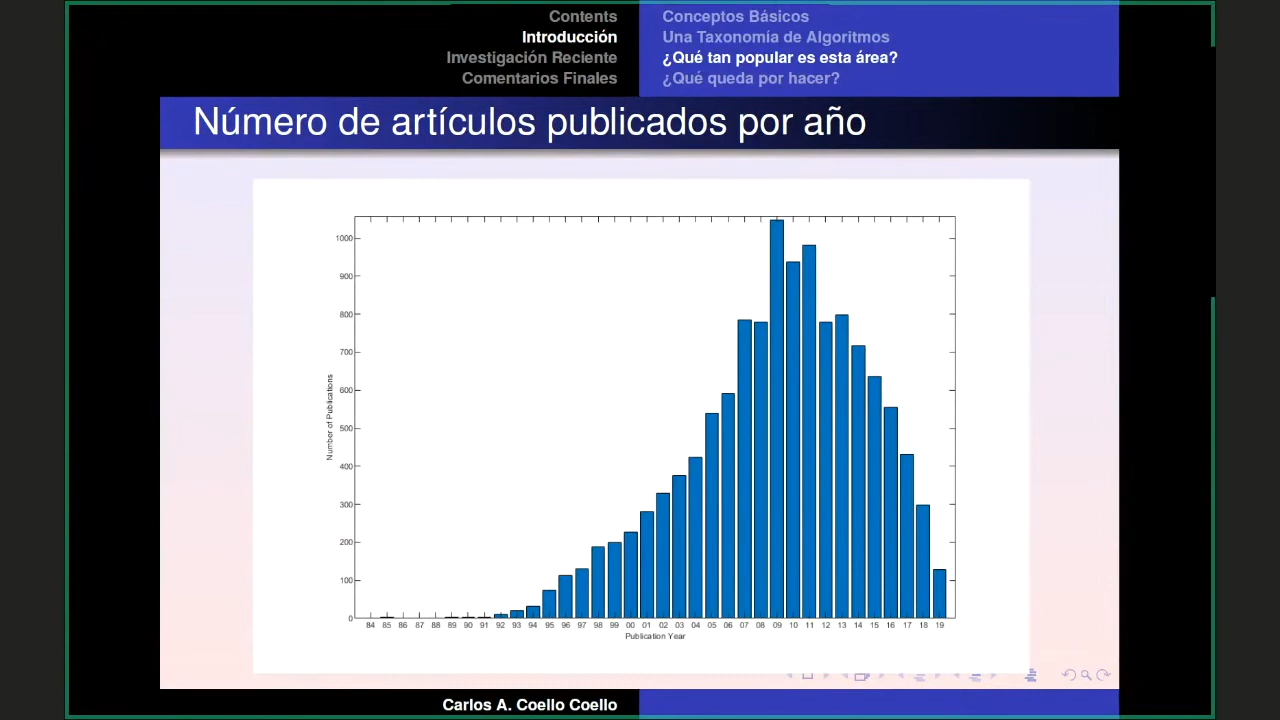 Contents
Introducción
Investigación Reciente
Comentarios Finales
Conceptos Básicos
Una Taxonomía de Algoritmos
¿Qué tan popular es esta área?
¿Qué queda por hacer?
Número de artículos publicados por año
1000
900
800
700
600
500
400
300
200
100
0
Number of Publications
84 85 86 87 88 89 90 91 92 93 94 95 96 97 98 99 00 01 02 03 04 05 06 07 08 09 10 11 12 13 14 15 16 17 18 19
Publication Year
Carlos A. Coello Coello